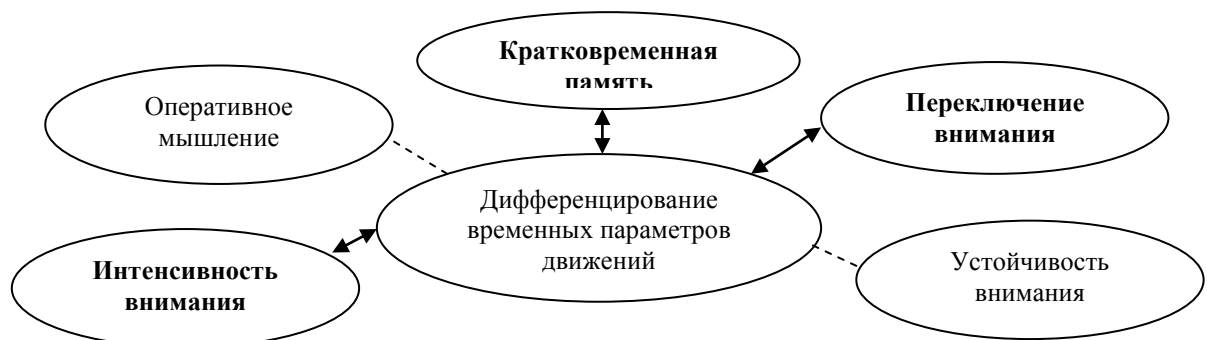 Кратковременная
память
Оперативное
мышление
Переключение
внимания
Дифференцирование
временных параметров
движений
Интенсивность
внимания
Устойчивость
внимания